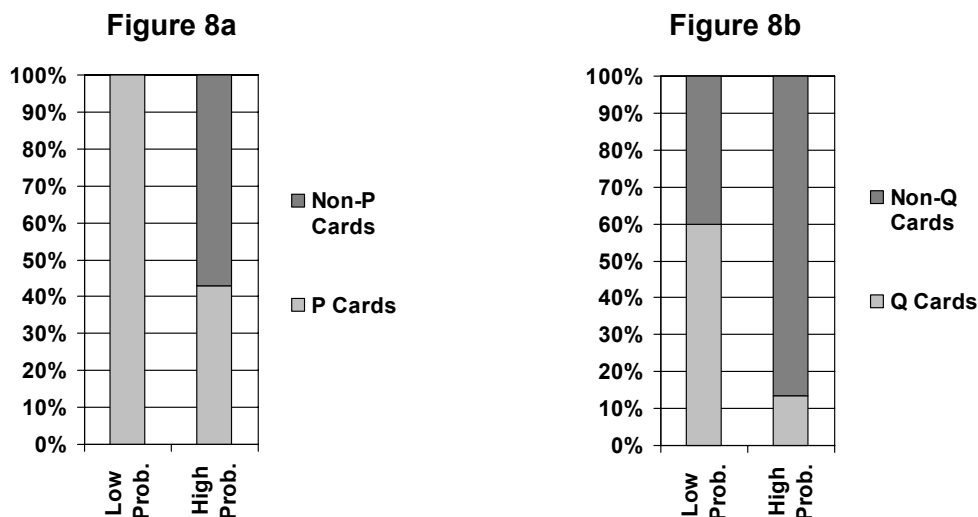 Figure 8a
100%
90%
80%
70%
60%
50%
40%
30%
20%
10%
0%
Low
Prob.
High
Prob.
Non-P
Cards
P Cards
Figure 8b
100%
90%
80%
70%
60%
50%
40%
30%
20%
10%
0%
Low
Prob.
High
Prob.
Non-Q
Cards
Q Cards